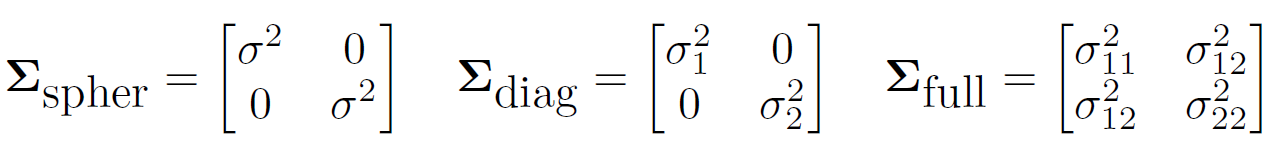 𝚺_spher = [σ² 0; 0 σ²]  𝚺_diag = [σ₁² 0; 0 σ₂²]  𝚺_full = [σ₁₁² σ₁₂²; σ₁₂² σ₂₂²]